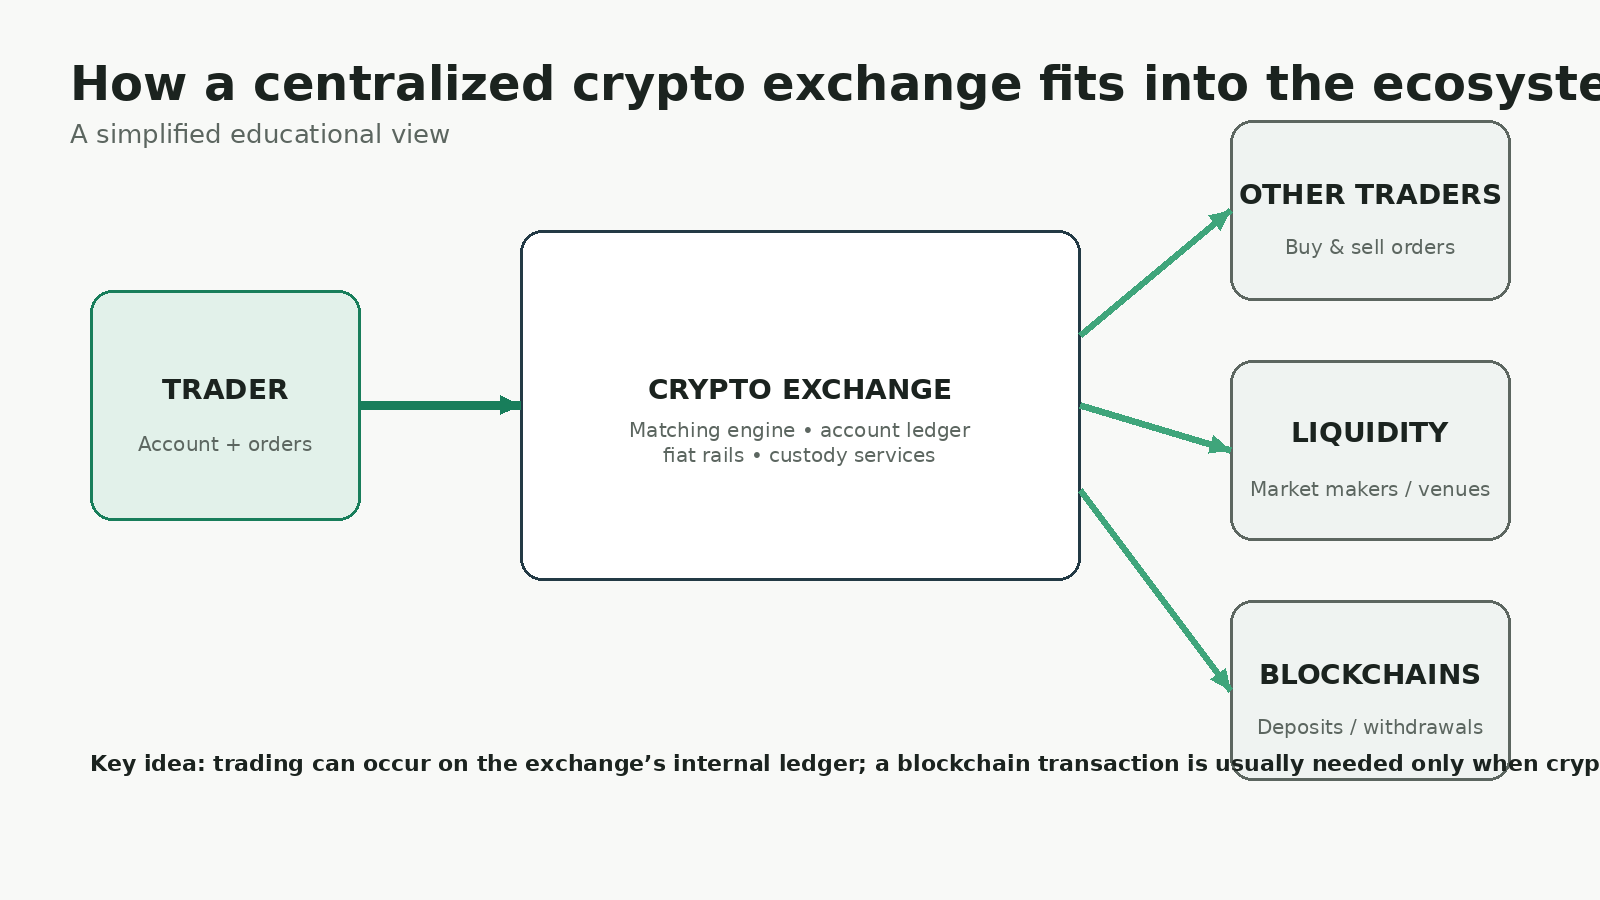 How a centralized crypto exchange fits into the
A simplified educational view
TRADER
Account + orders
CRYPTO EXCHANGE
Matching engine • account ledger
fiat rails • custody services
OTHER TRADERS
Buy & sell orders
LIQUIDITY
Market makers / venues
BLOCKCHAINS
Deposits / withdrawals
Key idea: trading can occur on the exchange’s internal ledger; a blockchain transaction is usually needed only when